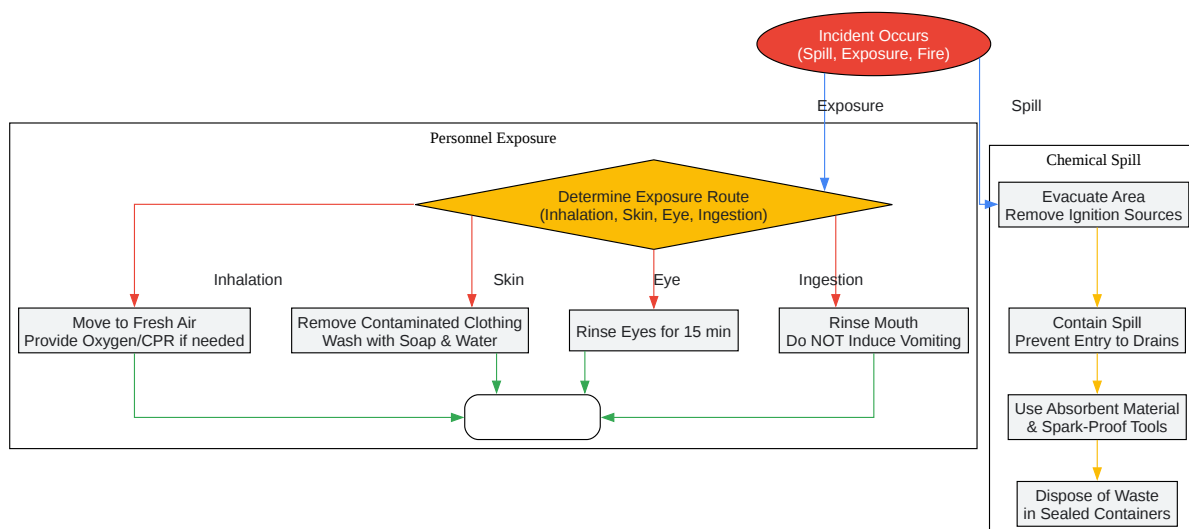 Incident Occurs
(Spill, Exposure, Fire)
Exposure
Spill
Personnel Exposure
Determine Exposure Route
(Inhalation, Skin, Eye, Ingestion)
Inhalation
Skin
Eye
Ingestion
Move to Fresh Air
Provide Oxygen/CPR if needed
Remove Contaminated Clothing
Wash with Soap & Water
Rinse Eyes for 15 min
Rinse Mouth
Do NOT Induce Vomiting
Chemical Spill
Evacuate Area
Remove Ignition Sources
Contain Spill
Prevent Entry to Drains
Use Absorbent Material
& Spark-Proof Tools
Dispose of Waste
in Sealed Containers